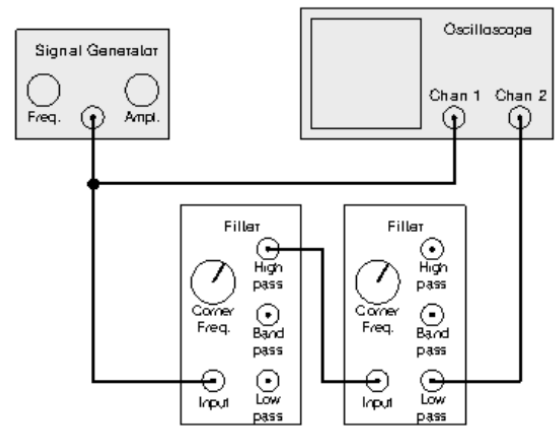 Signal Generator
Freq.
Ampl.
Oscilloscope
Chan 1
Chan 2
Filter
High
pass
Corner
Freq.
Band
pass
Input
Low
pass
Filter
High
pass
Corner
Freq.
Band
pass
Input
Low
pass